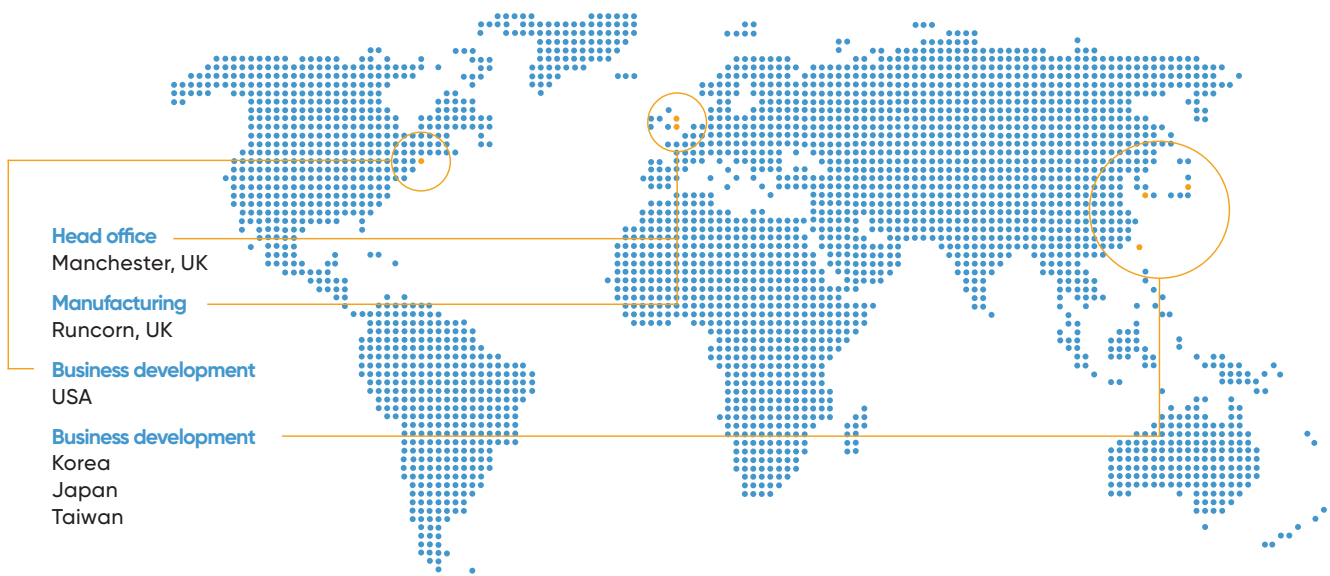 Head office
Manchester, UK
Manufacturing
Runcorn, UK
Business development
USA
Business development
Korea
Japan
Taiwan